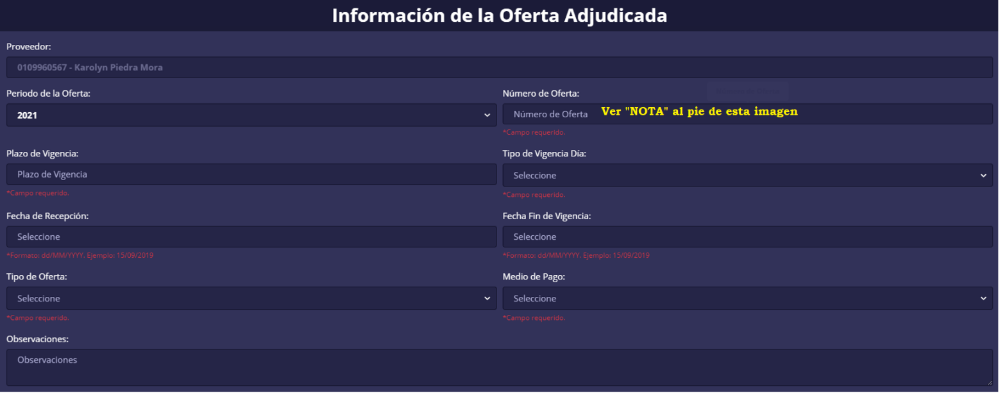 Información de la Oferta Adjudicada
Proveedor:
0109960567 - Karolyn Piedra Mora
Periodo de la Oferta:
Número de Oferta:
2021
Número de Oferta Ver "NOTA" al pie de esta imagen
*Campo requerido.
Plazo de Vigencia:
Tipo de Vigencia Día:
Plazo de Vigencia
Seleccione
*Campo requerido.
*Campo requerido.
Fecha de Recepción:
Fecha Fin de Vigencia:
Seleccione
Seleccione
*Formato: dd/MM/YYYY. Ejemplo: 15/09/2019
*Formato: dd/MM/YYYY. Ejemplo: 15/09/2019
Tipo de Oferta:
Medio de Pago:
Seleccione
Seleccione
*Campo requerido.
*Campo requerido.
Observaciones:
Observaciones